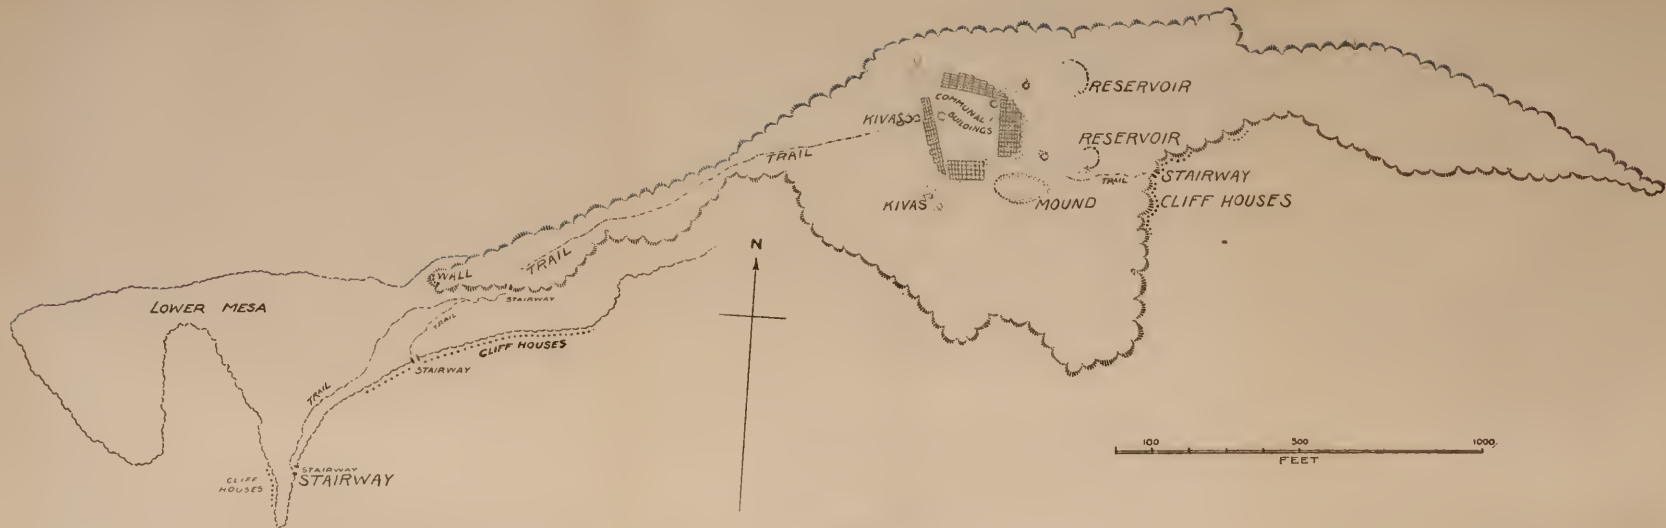 RESERVOIR
COMMUNAL
BUILDINGS
KIVAS
RESERVOIR
TRAIL
TRAIL
STAIRWAY
CLIFF HOUSES
KIVAS
MOUND
N
TRAIL
WALL
STAIRWAY
LOWER MESA
TRAIL
CLIFF HOUSES
STAIRWAY
TRAIL
100 500 1000
FEET
STAIRWAY
STAIRWAY
CLIFF
HOUSES